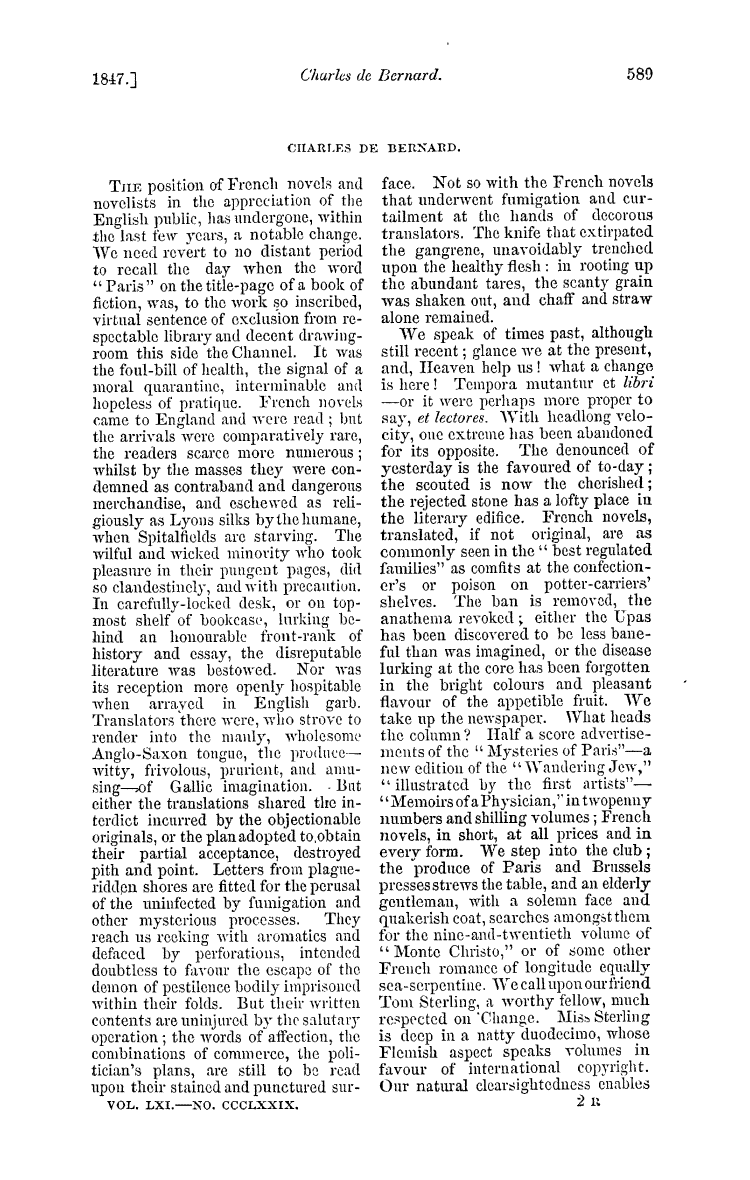 1847.] Charles de Bernard. 589
CHARLES DE BERNARD.
THE position of French novels and
novelists in the appreciation of the
English public, has undergone, within
the last few years, a notable change.
We need revert to no distant period
to recall the day when the word
“Paris” on the title-page of a book of
fiction, was, to the work so inscribed,
virtual sentence of exclusion from re-
spectable library and decent drawing-
room this side the Channel. It was
the foul-bill of health, the signal of a
moral quarantine, interminable and
hopeless of pratique. French novels
came to England and were read; but
the arrivals were comparatively rare,
the readers scarce more numerous;
whilst by the masses they were con-
demned as contraband and dangerous
merchandise, and eschewed as reli-
giously as Lyons silks by the humane,
when Spitalfields are starving. The
wilful and wicked minority who took
pleasure in their pungent pages, did
so clandestinely, and with precaution.
In carefully-locked desk, or on top-
most shelf of bookcase, lurking be-
hind an honourable front-rank of
history and essay, the disreputable
literature was bestowed. Nor was
its reception more openly hospitable
when arrayed in English garb.
Translators there were, who strove to
render into the manly, wholesome
Anglo-Saxon tongue, the produce—
witty, frivolous, prurient, and amu-
sing—of Gallic imagination. But
either the translations shared the in-
terdict incurred by the objectionable
originals, or the plan adopted to obtain
their partial acceptance, destroyed
pith and point. Letters from plague-
ridden shores are fitted for the perusal
of the uninfected by fumigation and
other mysterious processes. They
reach us reeking with aromatics and
defaced by perforations, intended
doubtless to favour the escape of the
demon of pestilence bodily imprisoned
within their folds. But their written
contents are uninjured by the salutary
operation; the words of affection, the
combinations of commerce, the poli-
tician's plans, are still to be read
upon their stained and punctured sur-
face. Not so with the French novels
that underwent fumigation and cur-
tailment at the hands of decorous
translators. The knife that extirpated
the gangrene, unavoidably trenched
upon the healthy flesh: in rooting up
the abundant tares, the scanty grain
was shaken out, and chaff and straw
alone remained.
We speak of times past, although
still recent; glance we at the present,
and, Heaven help us! what a change
is here! Tempora mutantur et libri
—or it were perhaps more proper to
say, et lectores. With headlong velo-
city, one extreme has been abandoned
for its opposite. The denounced of
yesterday is the favoured of to-day;
the scouted is now the cherished;
the rejected stone has a lofty place in
the literary edifice. French novels,
translated, if not original, are as
commonly seen in the “best regulated
families” as comfits at the confection-
er's or poison on potter-carriers'
shelves. The ban is removed, the
anathema revoked; either the Upas
has been discovered to be less bane-
ful than was imagined, or the disease
lurking at the core has been forgotten
in the bright colours and pleasant
flavour of the appetible fruit. We
take up the newspaper. What heads
the column? Half a score advertise-
ments of the “Mysteries of Paris”—a
new edition of the “Wandering Jew,”
“illustrated by the first artists”—
“Memoirs of a Physician,” in twopenny
numbers and shilling volumes; French
novels, in short, at all prices and in
every form. We step into the club;
the produce of Paris and Brussels
presses strews the table, and an elderly
gentleman, with a solemn face and
quakerish coat, searches amongst them
for the nine-and-twentieth volume of
“Monte Christo,” or of some other
French romance of longitude equally
sea-serpentine. We call upon our friend
Tom Sterling, a worthy fellow, much
respected on 'Change. Miss Sterling
is deep in a natty duodecimo, whose
Flemish aspect speaks volumes in
favour of international copyright.
Our natural clearsightedness enables
VOL. LXI.—NO. CCCLXXIX. 2 R